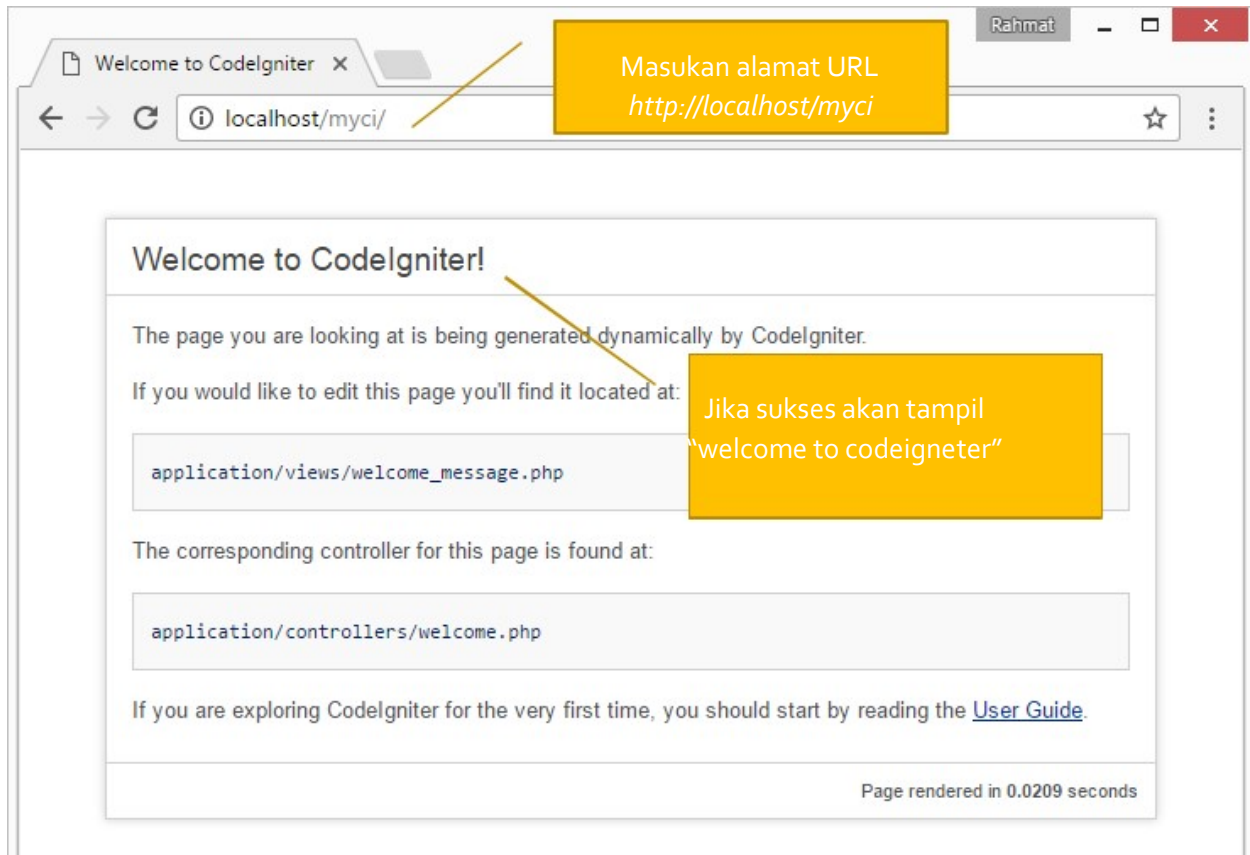 Rahmat
Welcome to CodeIgniter
Masukan alamat URL
http://localhost/myci
localhost/myci/
Welcome to CodeIgniter!
The page you are looking at is being generated dynamically by CodeIgniter.
If you would like to edit this page you'll find it located at:
Jika sukses akan tampil
“welcome to codeigneter”
application/views/welcome_message.php
The corresponding controller for this page is found at:
application/controllers/welcome.php
If you are exploring CodeIgniter for the very first time, you should start by reading the User Guide.
Page rendered in 0.0209 seconds